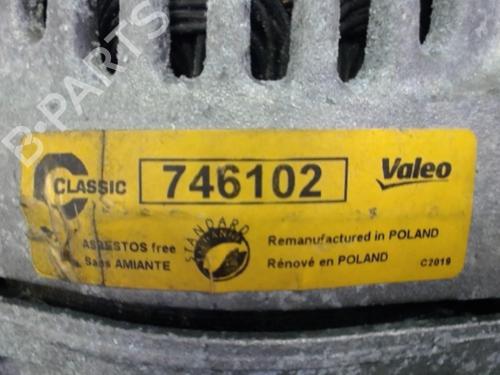 B-PARTS
CLASSIC
746102
Valeo
STANDARD
ASBESTOS free
Sans AMIANTE
Remanufactured in POLAND
Rénové en POLAND
C2019